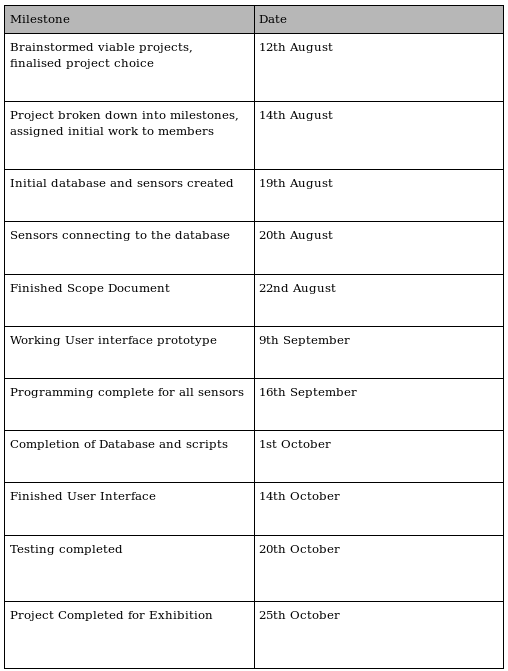 Milestone Date
Brainstormed viable projects, 12th August
finalised project choice
Project broken down into milestones, 14th August
assigned initial work to members
Initial database and sensors created 19th August
Sensors connecting to the database 20th August
Finished Scope Document 22nd August
Working User interface prototype 9th September
Programming complete for all sensors 16th September
Completion of Database and scripts 1st October
Finished User Interface 14th October
Testing completed 20th October
Project Completed for Exhibition 25th October